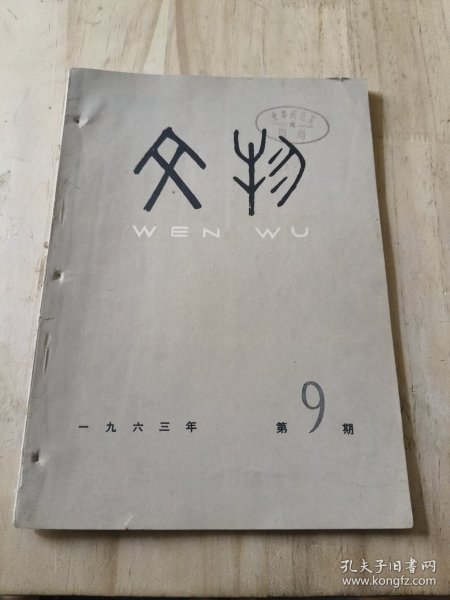 文物
WEN WU
一九六三年 第9期
孔夫子旧书网
www.kongfz.com